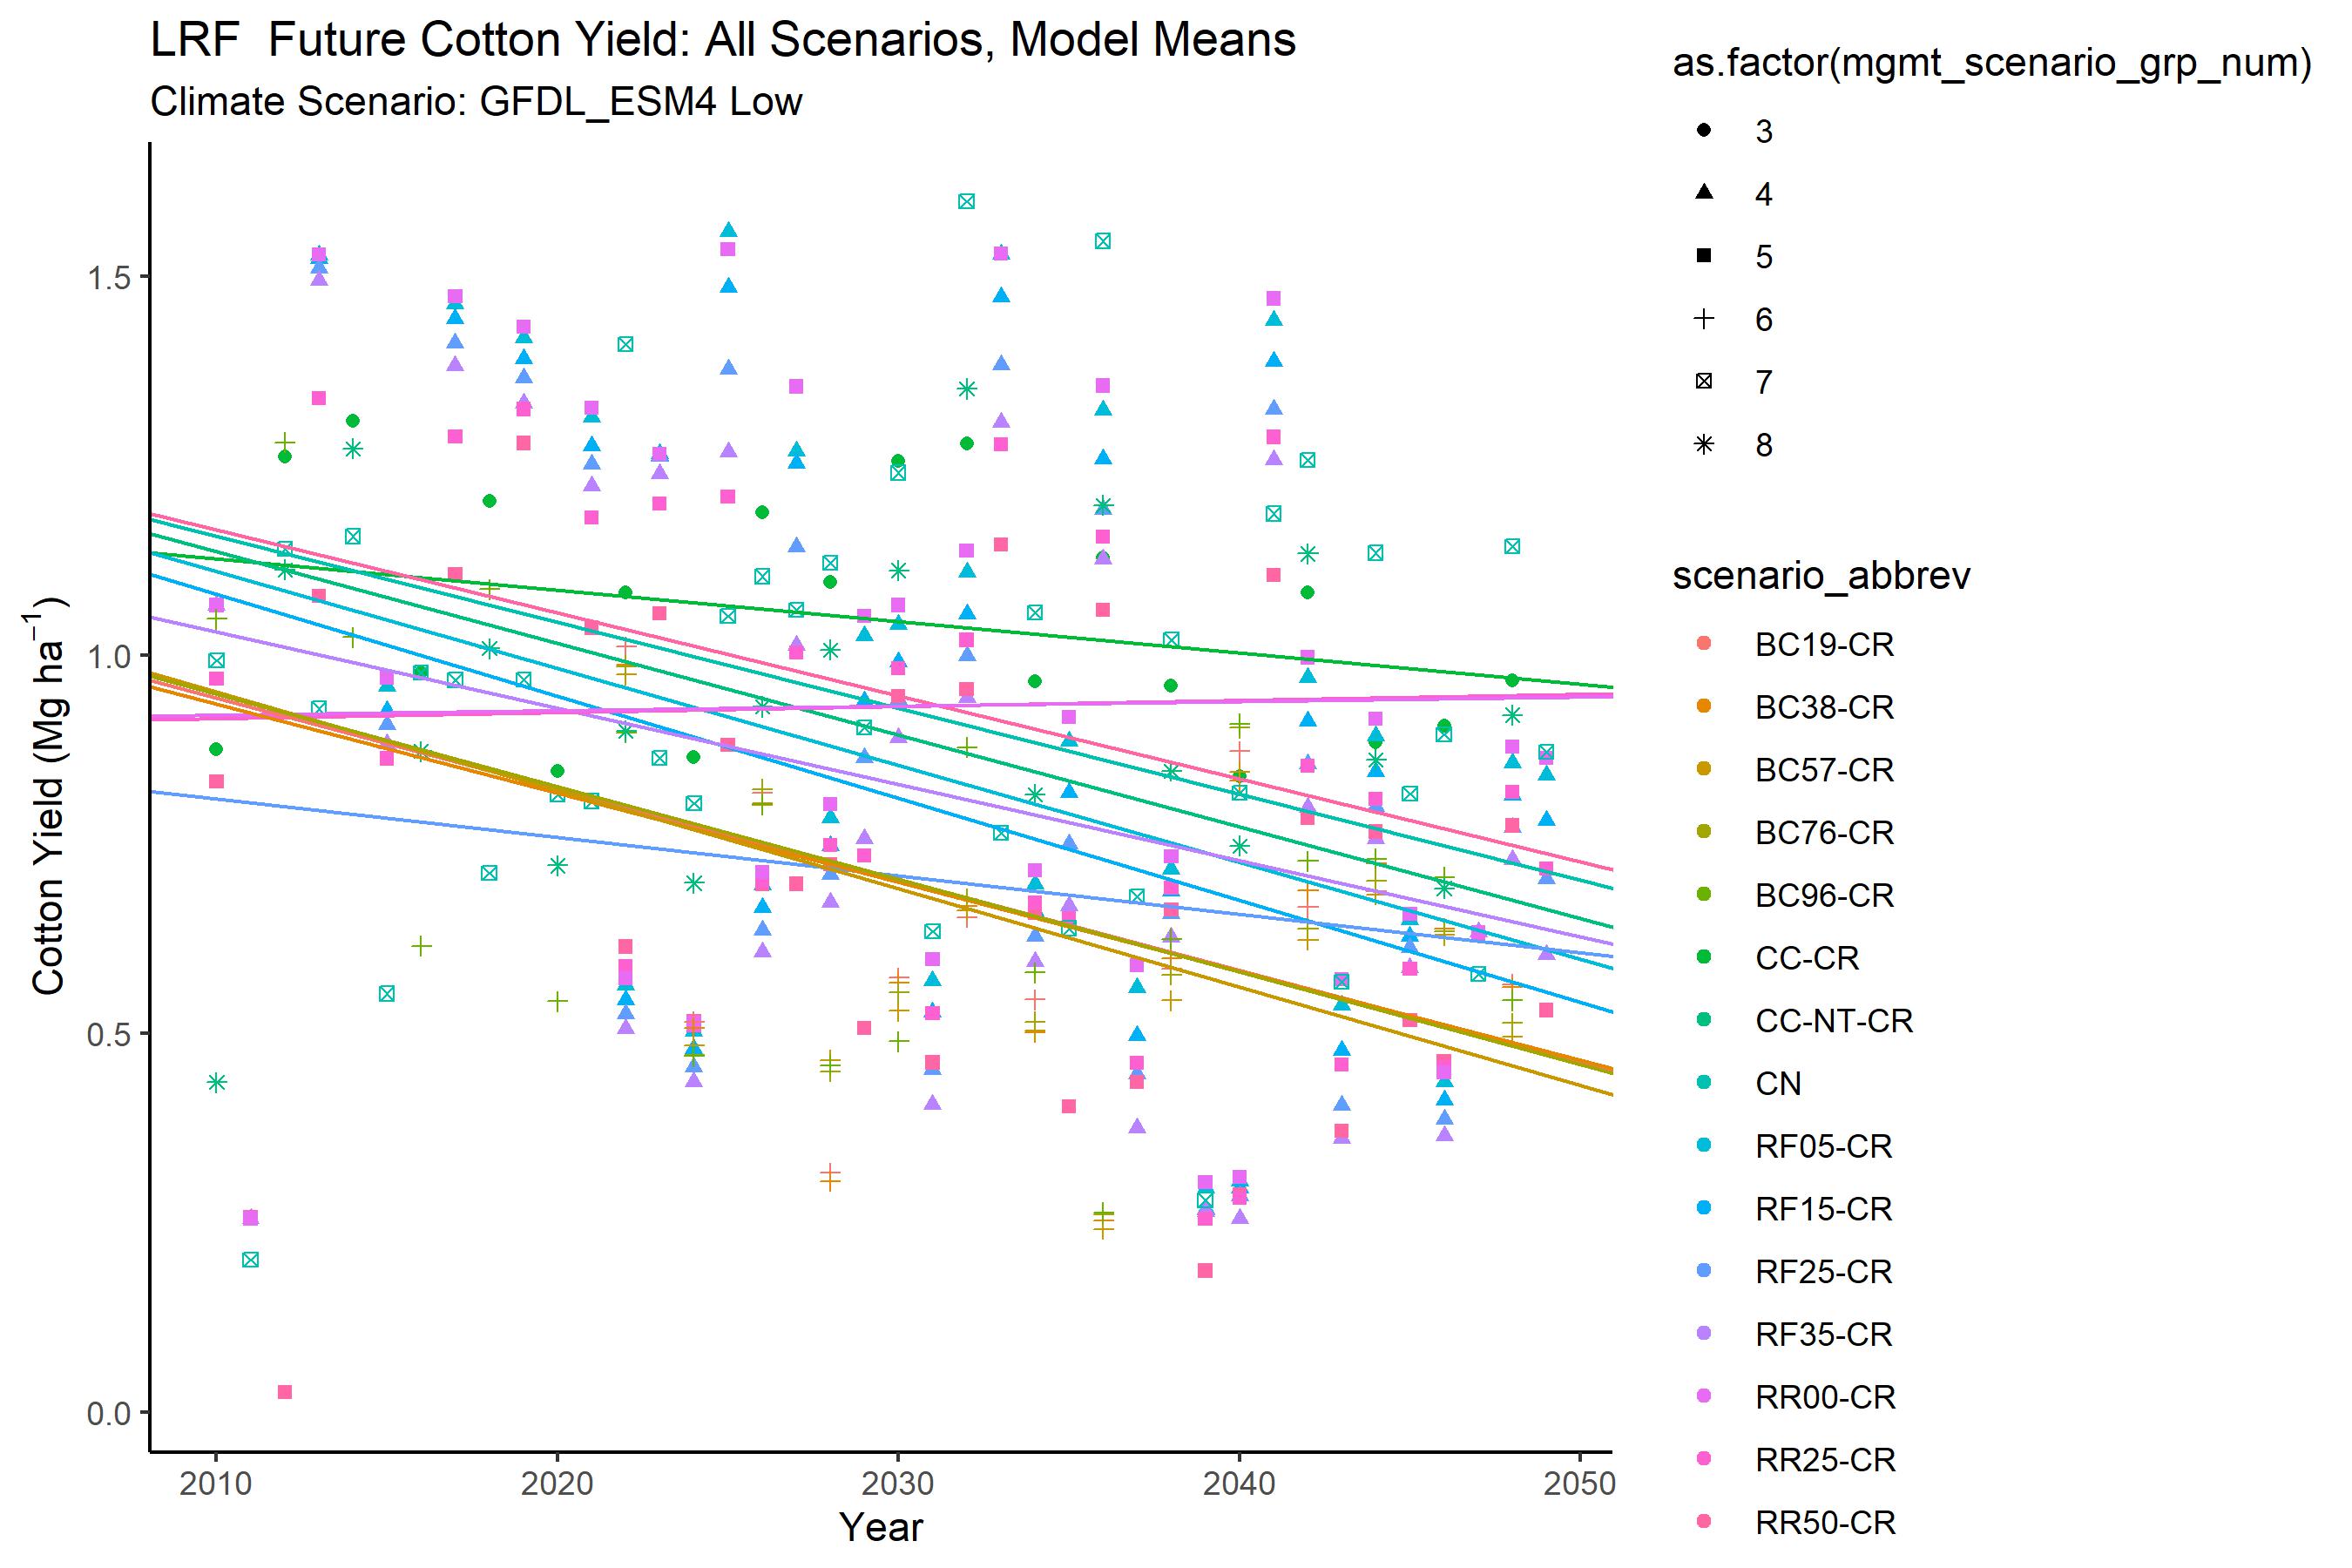 LRF  Future Cotton Yield: All Scenarios, Model Means
Climate Scenario: GFDL_ESM4 Low
Cotton Yield (Mg ha⁻¹)
1.5
1.0
0.5
0.0
2010
2020
2030
2040
2050
Year
as.factor(mgmt_scenario_grp_num)
3
4
5
6
7
8
scenario_abbrev
BC19-CR
BC38-CR
BC57-CR
BC76-CR
BC96-CR
CC-CR
CC-NT-CR
CN
RF05-CR
RF15-CR
RF25-CR
RF35-CR
RR00-CR
RR25-CR
RR50-CR